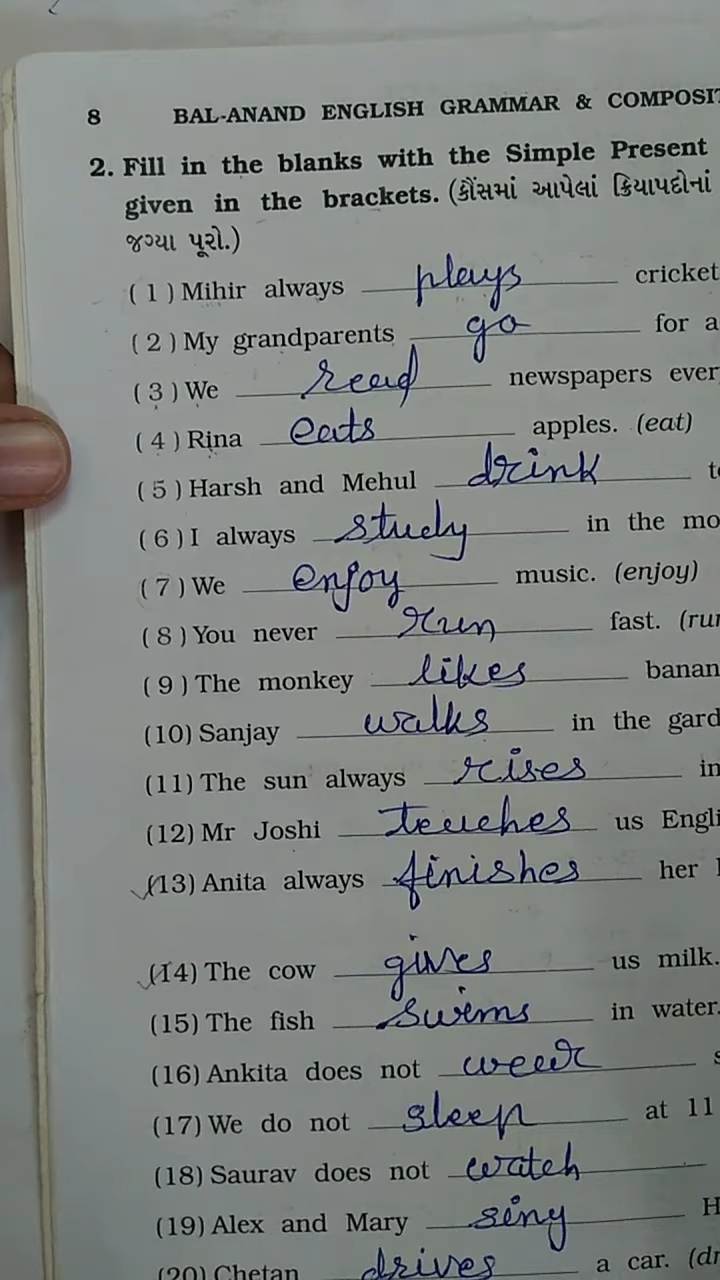 8 BAL-ANAND ENGLISH GRAMMAR & COMPOSIT
2. Fill in the blanks with the Simple Present
given in the brackets. (કૌંસમાં આપેલાં ક્રિયાપદોનાં
જગ્યા પૂરો.)
(1) Mihir always plays cricket
(2) My grandparents go for a
(3) We read newspapers ever
(4) Rina eats apples. (eat)
(5) Harsh and Mehul drink te
(6) I always study in the mo
(7) We enjoy music. (enjoy)
(8) You never run fast. (run
(9) The monkey likes banan
(10) Sanjay walks in the gard
(11) The sun always rises in
(12) Mr Joshi teaches us Engli
(13) Anita always finishes her
(14) The cow gives us milk.
(15) The fish swims in water.
(16) Ankita does not wear s
(17) We do not sleep at 11
(18) Saurav does not watch
(19) Alex and Mary sing H
(20) Chetan drives a car. (dr